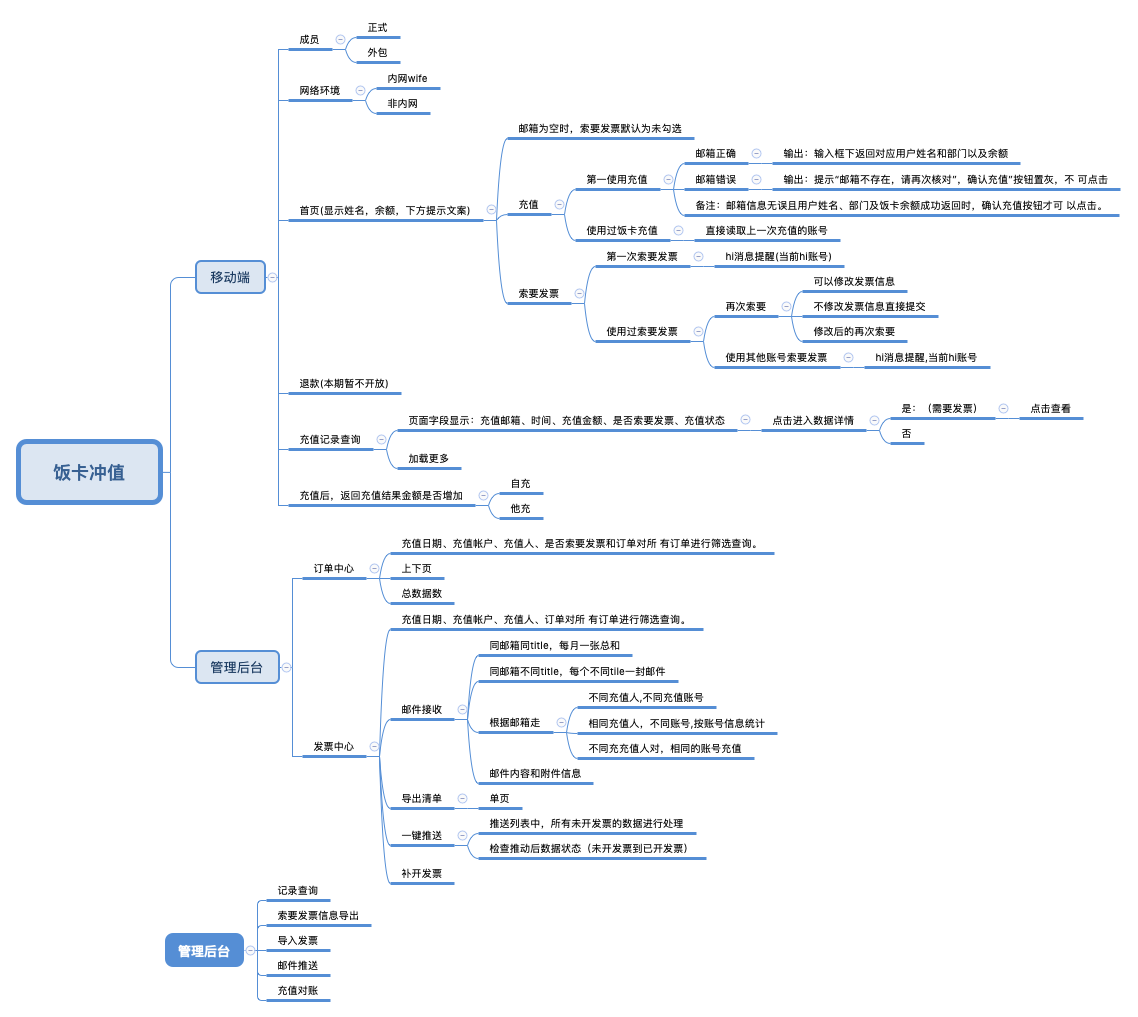 饭卡冲值
移动端
成员
正式
外包
网络环境
内网wife
非内网
首页(显示姓名，余额，下方提示文案)
邮箱为空时，索要发票默认为未勾选
充值
第一使用充值
邮箱正确
输出：输入框下返回对应用户姓名和部门以及余额
邮箱错误
输出：提示“邮箱不存在，请再次核对”，确认充值”按钮置灰，不 可点击
备注：邮箱信息无误且用户姓名、部门及饭卡余额成功返回时，确认充值按钮才可 以点击。
使用过饭卡充值
直接读取上一次充值的账号
索要发票
第一次索要发票
hi消息提醒(当前hi账号)
使用过索要发票
再次索要
可以修改发票信息
不修改发票信息直接提交
修改后的再次索要
使用其他账号索要发票
hi消息提醒,当前hi账号
退款(本期暂不开放)
充值记录查询
页面字段显示：充值邮箱、时间、充值金额、是否索要发票、充值状态
点击进入数据详情
是：（需要发票）
点击查看
否
加载更多
充值后，返回充值结果金额是否增加
自充
他充
管理后台
订单中心
充值日期、充值帐户、充值人、是否索要发票和订单对所 有订单进行筛选查询。
上下页
总数据数
发票中心
充值日期、充值帐户、充值人、订单对所 有订单进行筛选查询。
邮件接收
同邮箱同title，每月一张总和
同邮箱不同title，每个不同tile一封邮件
根据邮箱走
不同充值人,不同充值账号
相同充值人，不同账号,按账号信息统计
不同充充值人对，相同的账号充值
邮件内容和附件信息
导出清单
单页
一键推送
推送列表中，所有未开发票的数据进行处理
检查推动后数据状态（未开发票到已开发票）
补开发票
管理后台
记录查询
索要发票信息导出
导入发票
邮件推送
充值对账